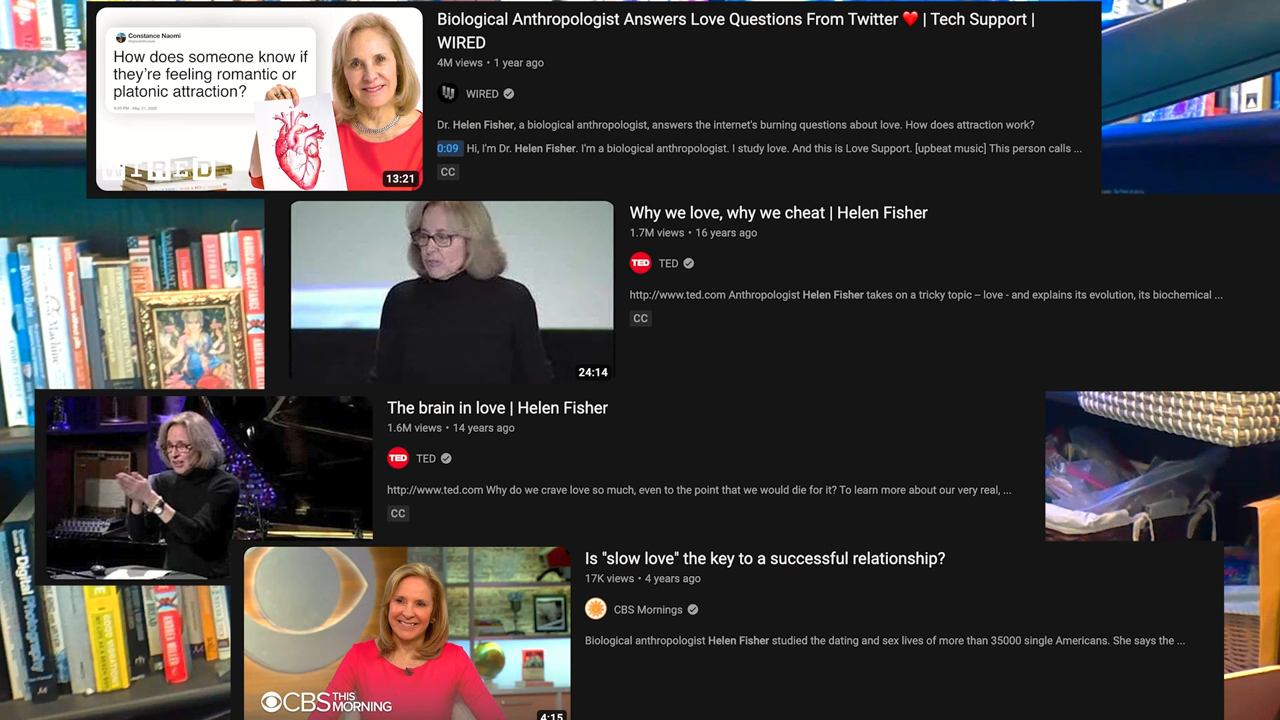 Constance Naomi
How does someone know if
they're feeling romantic or
platonic attraction?
WIRED
13:21
Biological Anthropologist Answers Love Questions From Twitter ❤️ | Tech Support |
WIRED
4M views • 1 year ago
WIRED
Dr. Helen Fisher, a biological anthropologist, answers the internet's burning questions about love. How does attraction work?
0:09 Hi, I'm Dr. Helen Fisher. I'm a biological anthropologist. I study love. And this is Love Support. [upbeat music] This person calls ...
CC
24:14
Why we love, why we cheat | Helen Fisher
1.7M views • 16 years ago
TED TED
http://www.ted.com Anthropologist Helen Fisher takes on a tricky topic – love - and explains its evolution, its biochemical ...
CC
RADICAL ACCEPTANCE
The brain in love | Helen Fisher
1.6M views • 14 years ago
TED TED
http://www.ted.com Why do we crave love so much, even to the point that we would die for it? To learn more about our very real, ...
CC
Digital Photography
ANDREA MILLER
CBS THIS
MORNING
4:15
Is "slow love" the key to a successful relationship?
17K views • 4 years ago
CBS Mornings
Biological anthropologist Helen Fisher studied the dating and sex lives of more than 35000 single Americans. She says the ...